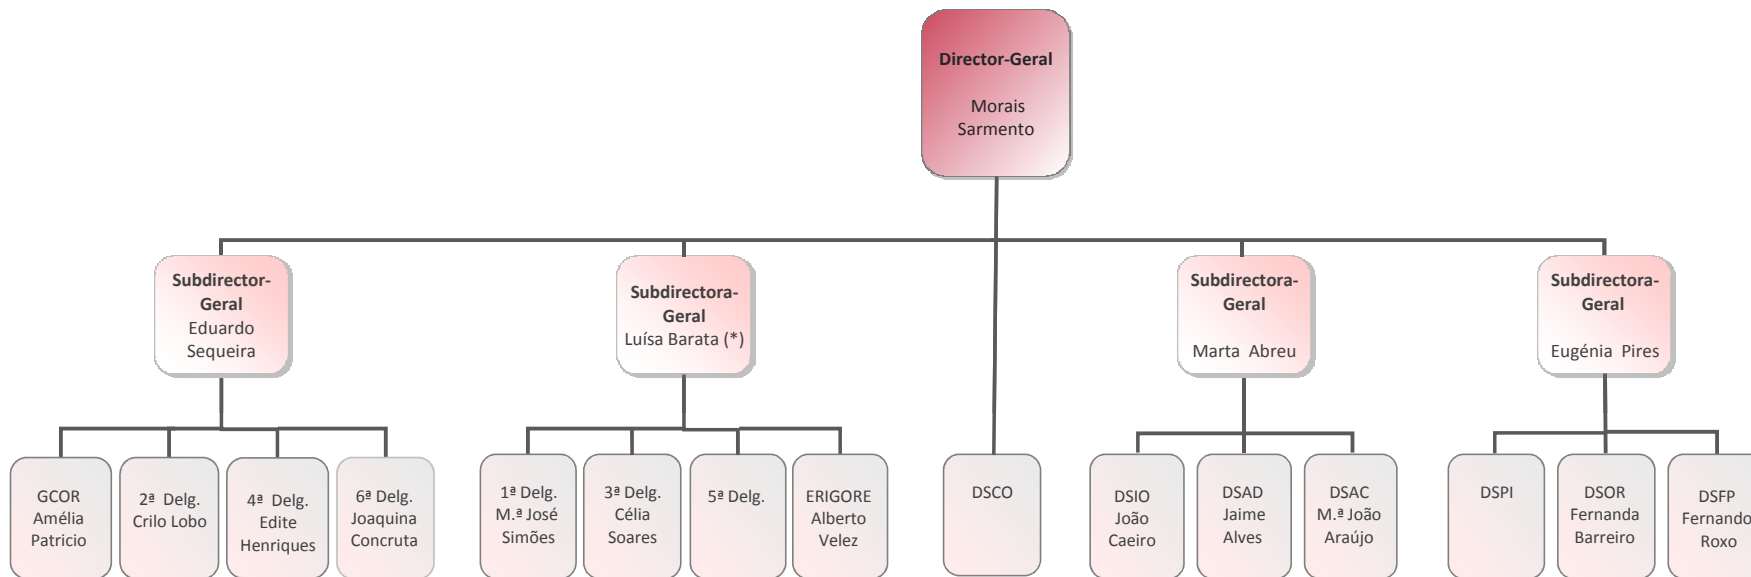 Director-Geral
Morais
Sarmento
Subdirector-
Geral
Eduardo
Sequeira
Subdirectora-
Geral
Luísa Barata (*)
Subdirectora-
Geral
Marta Abreu
Subdirectora-
Geral
Eugénia Pires
GCOR
Amélia
Patricio
2ª Delg.
Crilo Lobo
4ª Delg.
Edite
Henriques
6ª Delg.
Joaquina
Concruta
1ª Delg.
M.ª José
Simões
3ª Delg.
Célia
Soares
5ª Delg.
ERIGORE
Alberto
Velez
DSCO
DSIO
João
Caeiro
DSAD
Jaime
Alves
DSAC
M.ª João
Araújo
DSPI
DSOR
Fernanda
Barreiro
DSFP
Fernando
Roxo